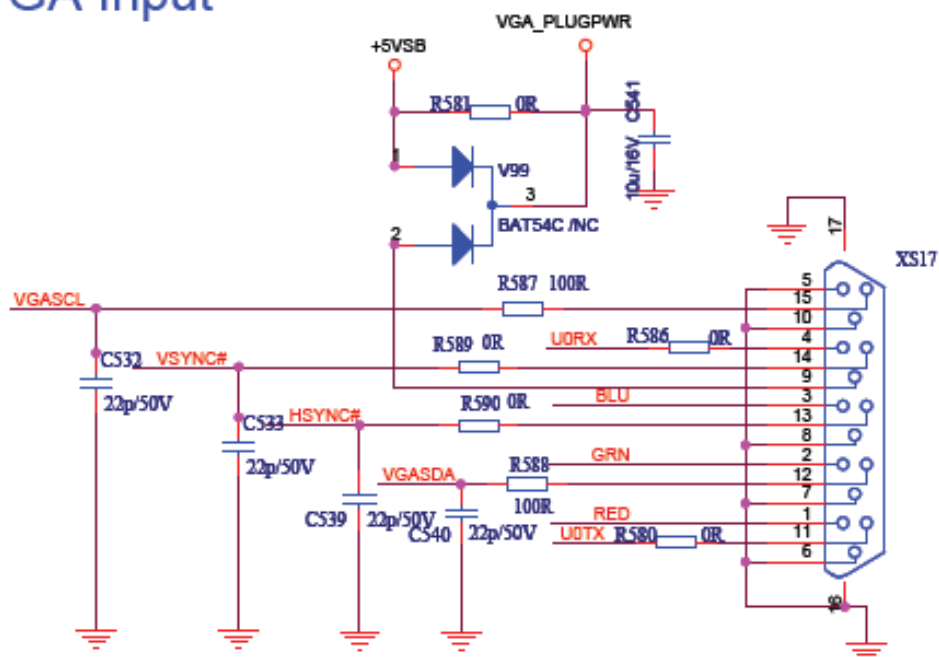 GA Input
VGA_PLUGPWR
+5VSB
R581 0R
C541
10u/16V
1
V99
3
BAT54C /NC
2
17
XS17
R587 100R
5
VGASCL
15
10
U0RX R586 0R
4
R589 0R
14
C532
VSYNC#
9
22p/50V
BLU
3
R590 0R
13
C533
HSYNC#
8
22p/50V
GRN
2
R588
VGASDA
12
7
100R
C539
22p/50V
RED
1
C540
22p/50V
U0TX R580 0R
11
6
16